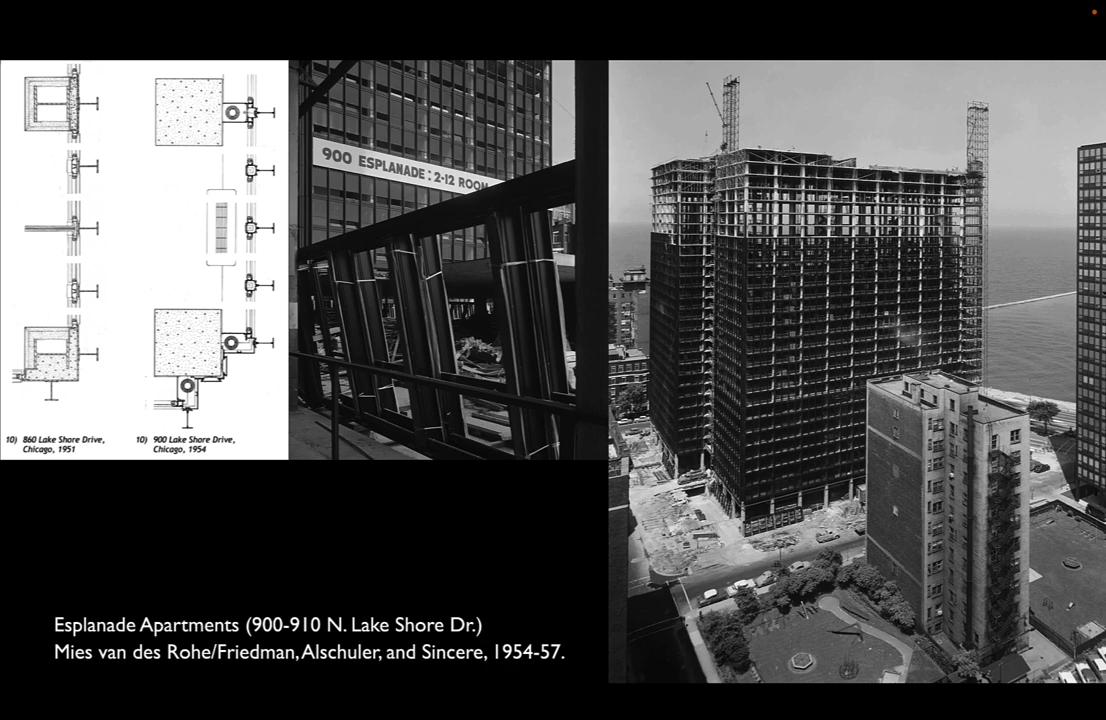 10) 860 Lake Shore Drive,
Chicago, 1951
10) 900 Lake Shore Drive,
Chicago, 1954
900 ESPLANADE : 2-12 ROOM
Esplanade Apartments (900-910 N. Lake Shore Dr.)
Mies van des Rohe/Friedman, Alschuler, and Sincere, 1954-57.